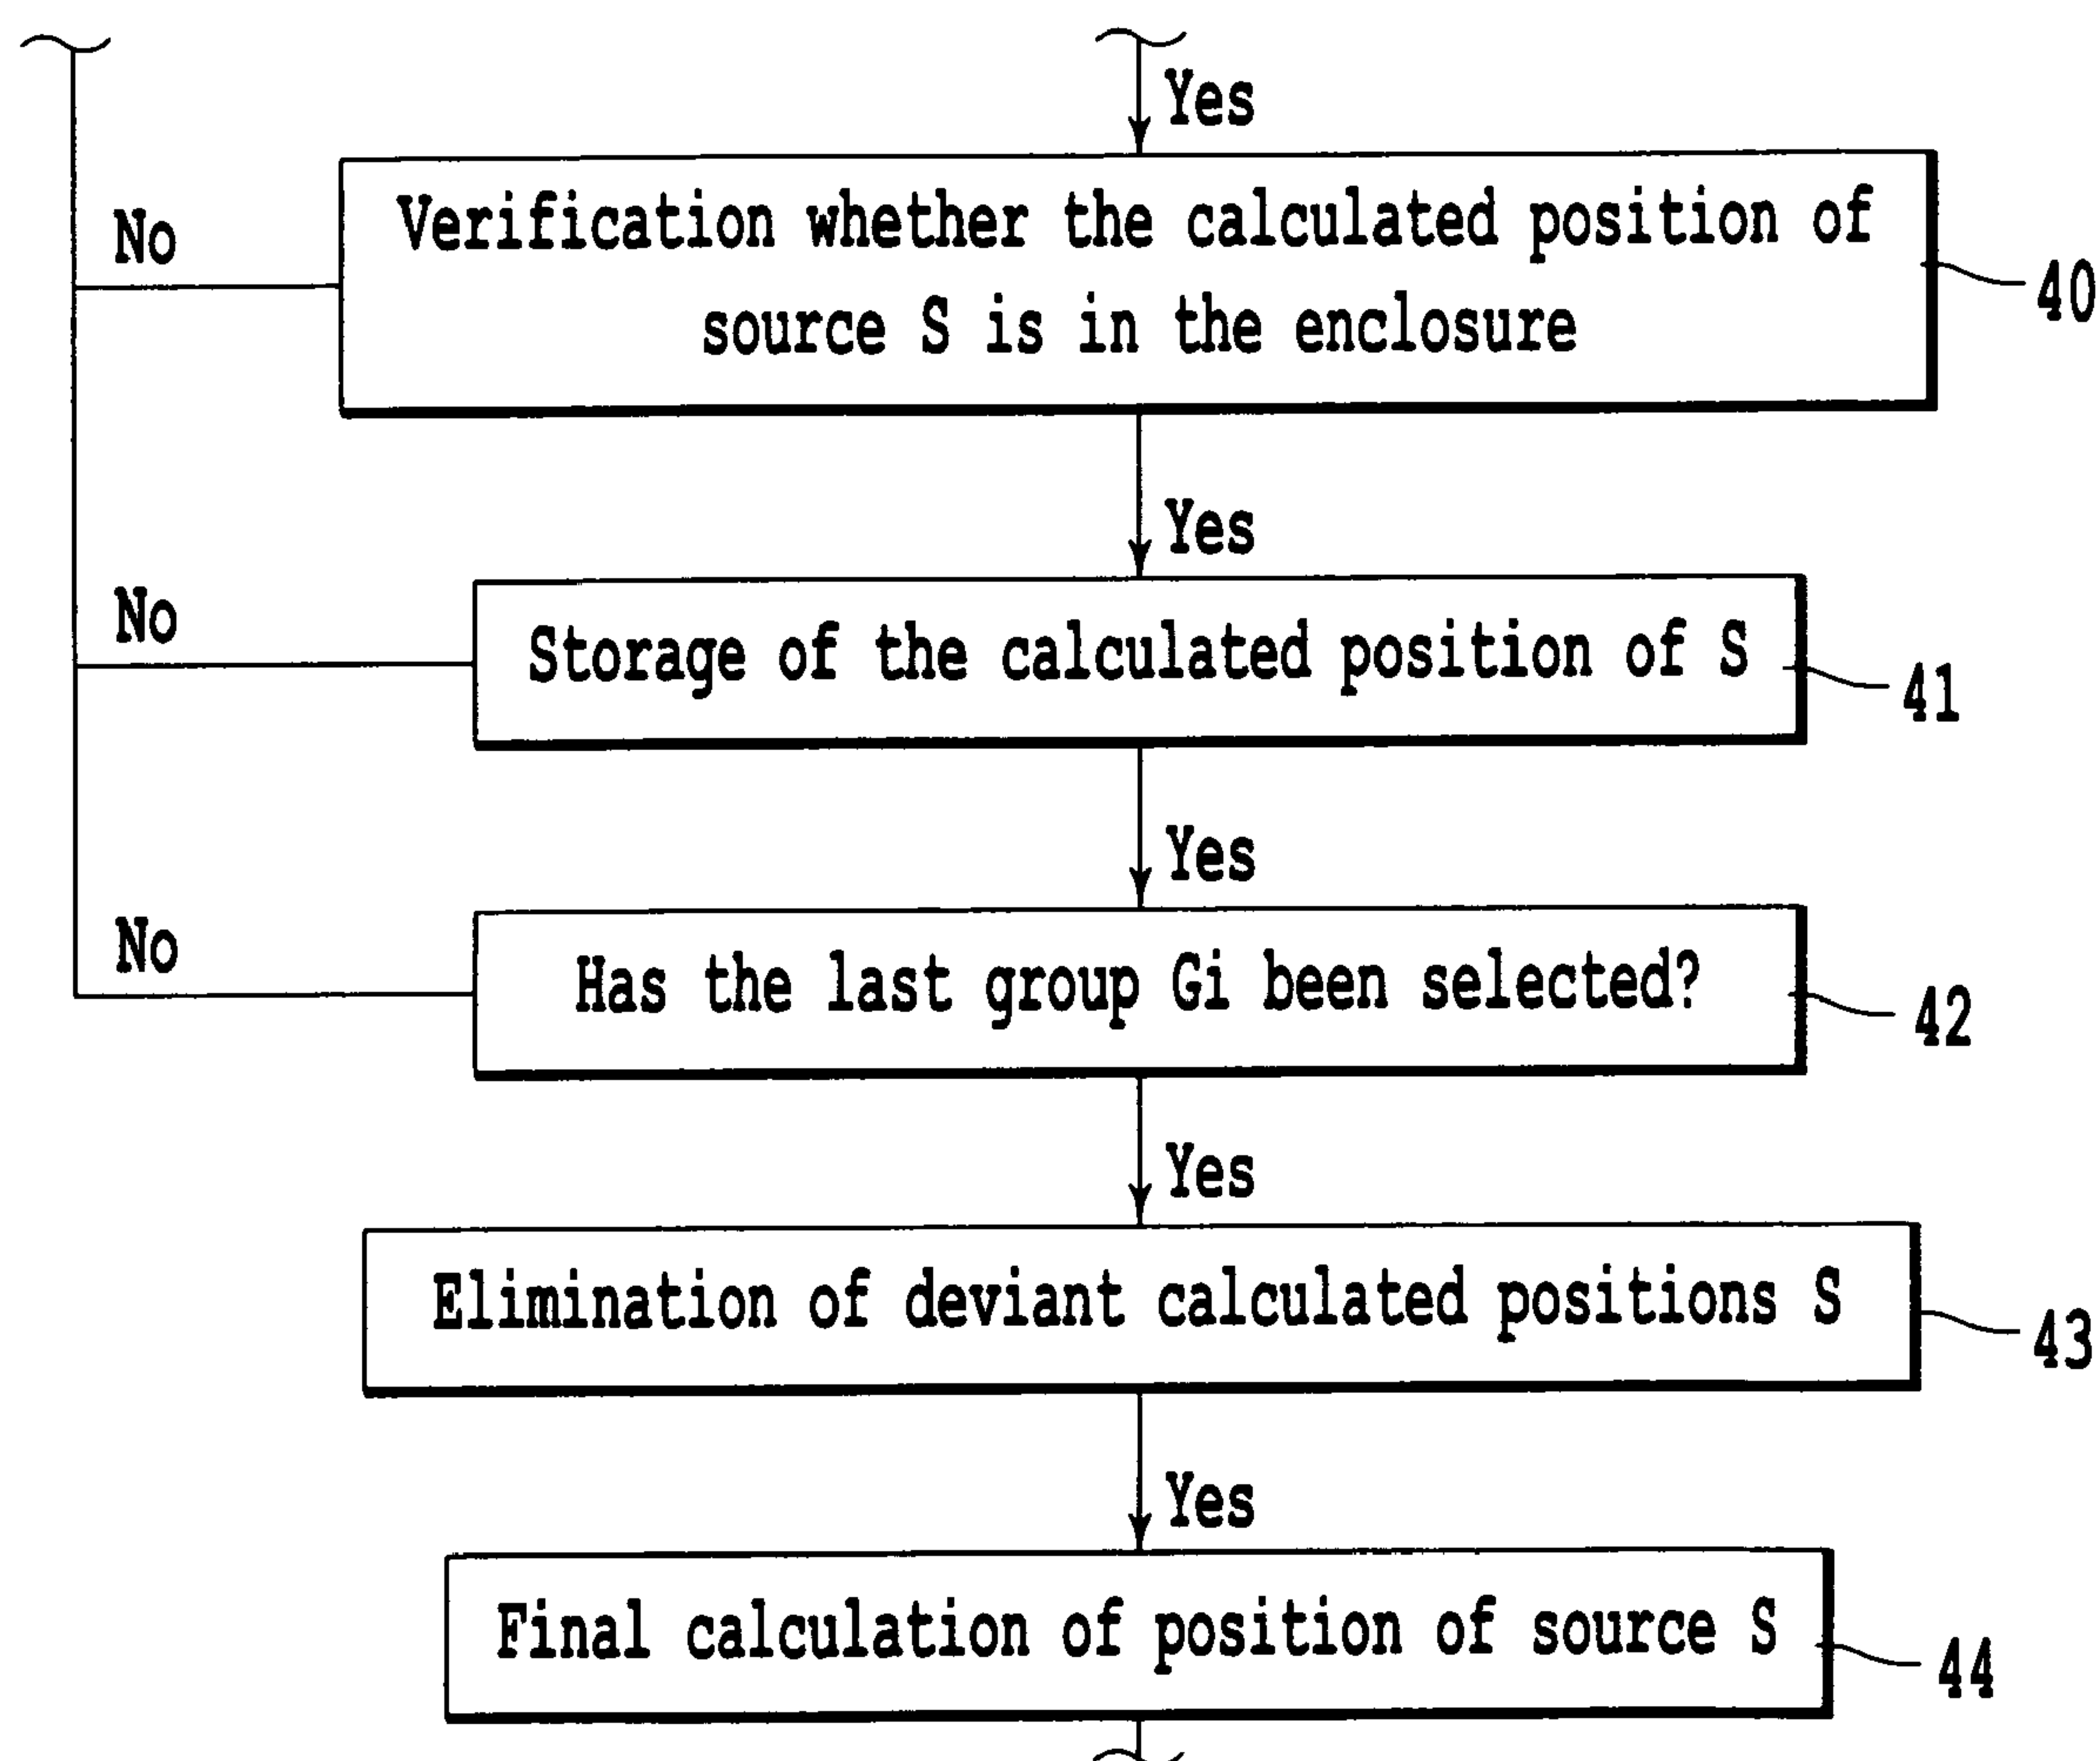 Yes
No
Verification whether the calculated position of
source S is in the enclosure
40
Yes
No
Storage of the calculated position of S
41
Yes
No
Has the last group Gi been selected?
42
Yes
Elimination of deviant calculated positions S
43
Yes
Final calculation of position of source S
44